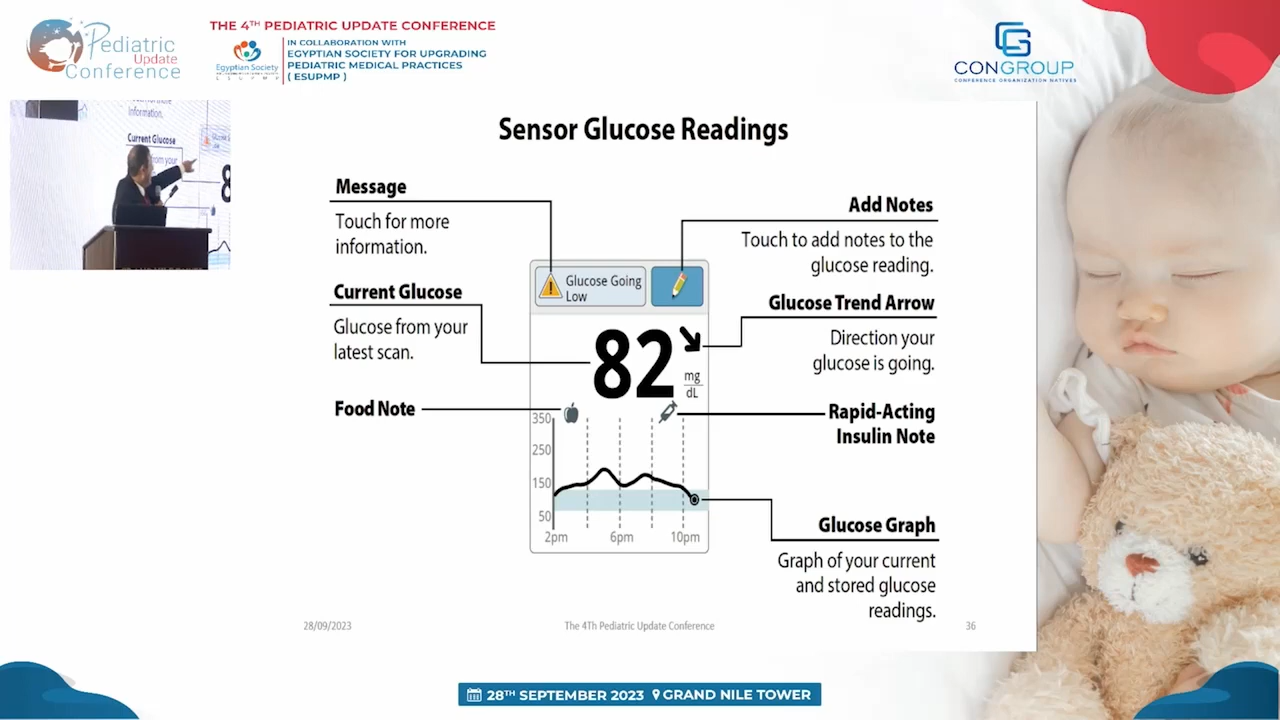 Pediatric
Update
Conference
THE 4TH PEDIATRIC UPDATE CONFERENCE
Egyptian Society
IN COLLABORATION WITH
EGYPTIAN SOCIETY FOR UPGRADING
PEDIATRIC MEDICAL PRACTICES
( ESUPMP )
CONGROUP
CONFERENCE ORGANIZATION NATIVES
information.
Current Glucose
from your
Sensor Glucose Readings
Message
Touch for more
information.
Current Glucose
Glucose from your
latest scan.
Food Note
Add Notes
Touch to add notes to the
glucose reading.
Glucose Trend Arrow
Direction your
glucose is going.
Rapid-Acting
Insulin Note
Glucose Graph
Graph of your current
and stored glucose
readings.
Glucose Going
Low
82
mg
dL
350
250
150
50
2pm 6pm 10pm
28/09/2023 The 4Th Pediatric Update Conference 36
28TH SEPTEMBER 2023 GRAND NILE TOWER